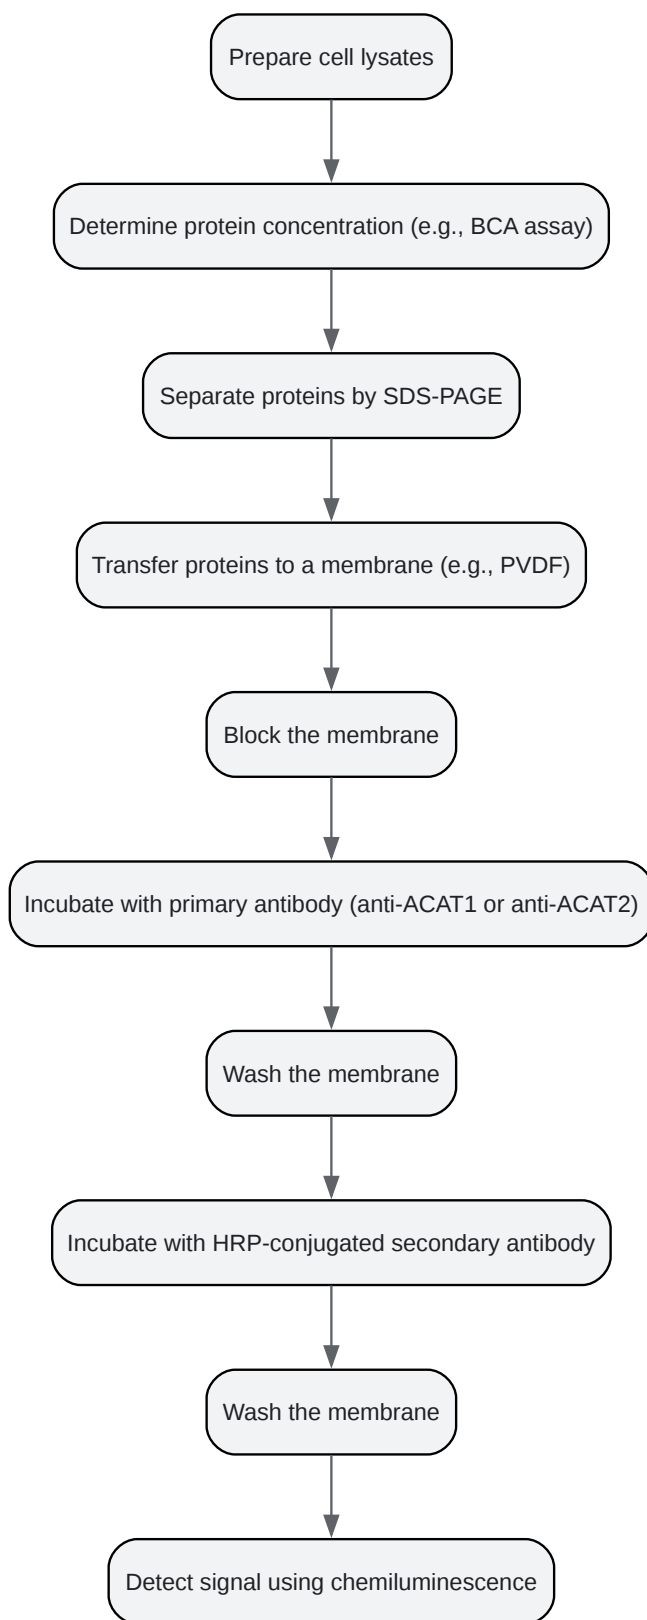 Prepare cell lysates
Determine protein concentration (e.g., BCA assay)
Separate proteins by SDS-PAGE
Transfer proteins to a membrane (e.g., PVDF)
Block the membrane
Incubate with primary antibody (anti-ACAT1 or anti-ACAT2)
Wash the membrane
Incubate with HRP-conjugated secondary antibody
Wash the membrane
Detect signal using chemiluminescence